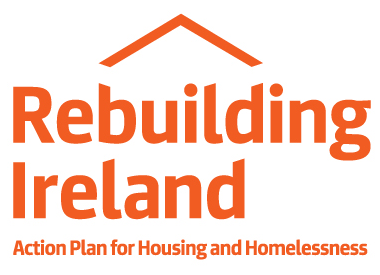 Rebuilding
Ireland
Action Plan for Housing and Homelessness